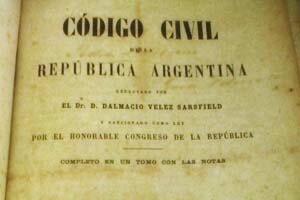 CÓDIGO CIVIL
DE LA
REPÚBLICA ARGENTINA
REDACTADO POR
EL Dr. D. DALMACIO VELEZ SARSFIELD
Y SANCIONADO COMO LEY
POR EL HONORABLE CONGRESO DE LA REPÚBLICA
COMPLETO EN UN TOMO CON LAS NOTAS